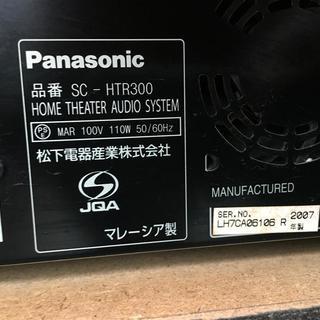 Panasonic
品番 SC-HTR300
HOME THEATER AUDIO SYSTEM
PSE MAR 100V 110W 50/60Hz
松下電器産業株式会社
JQA
マレーシア製
MANUFACTURED
SER.NO. 2007
LH7CA06106 R 年製